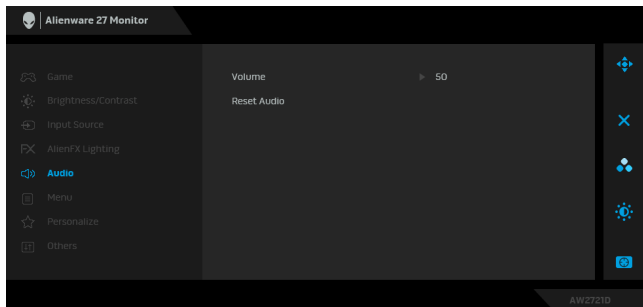 Alienware 27 Monitor
Game
Brightness/Contrast
Input Source
FX AlienFX Lighting
Audio
Menu
Personalize
Others
Volume 50
Reset Audio
AW2721D